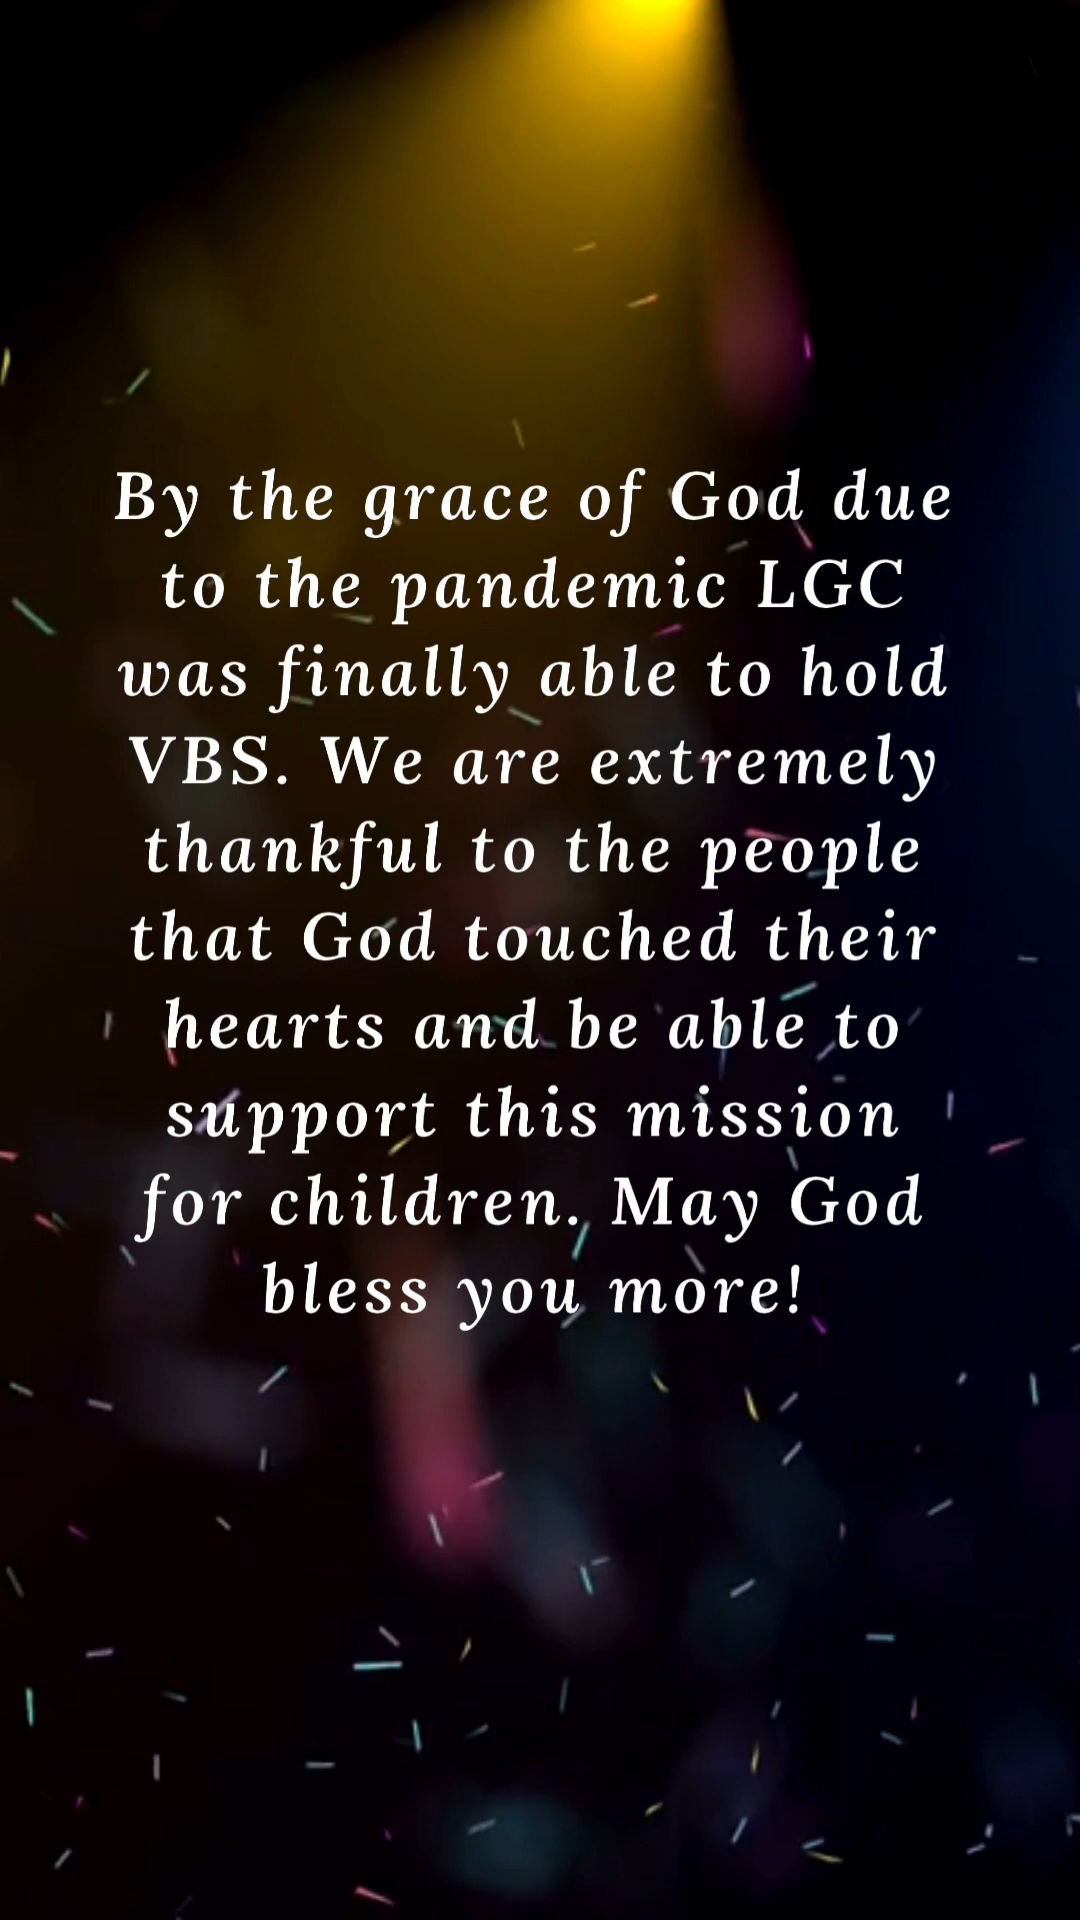 By the grace of God due
to the pandemic LGC
was finally able to hold
VBS. We are extremely
thankful to the people
that God touched their
hearts and be able to
support this mission
for children. May God
bless you more!